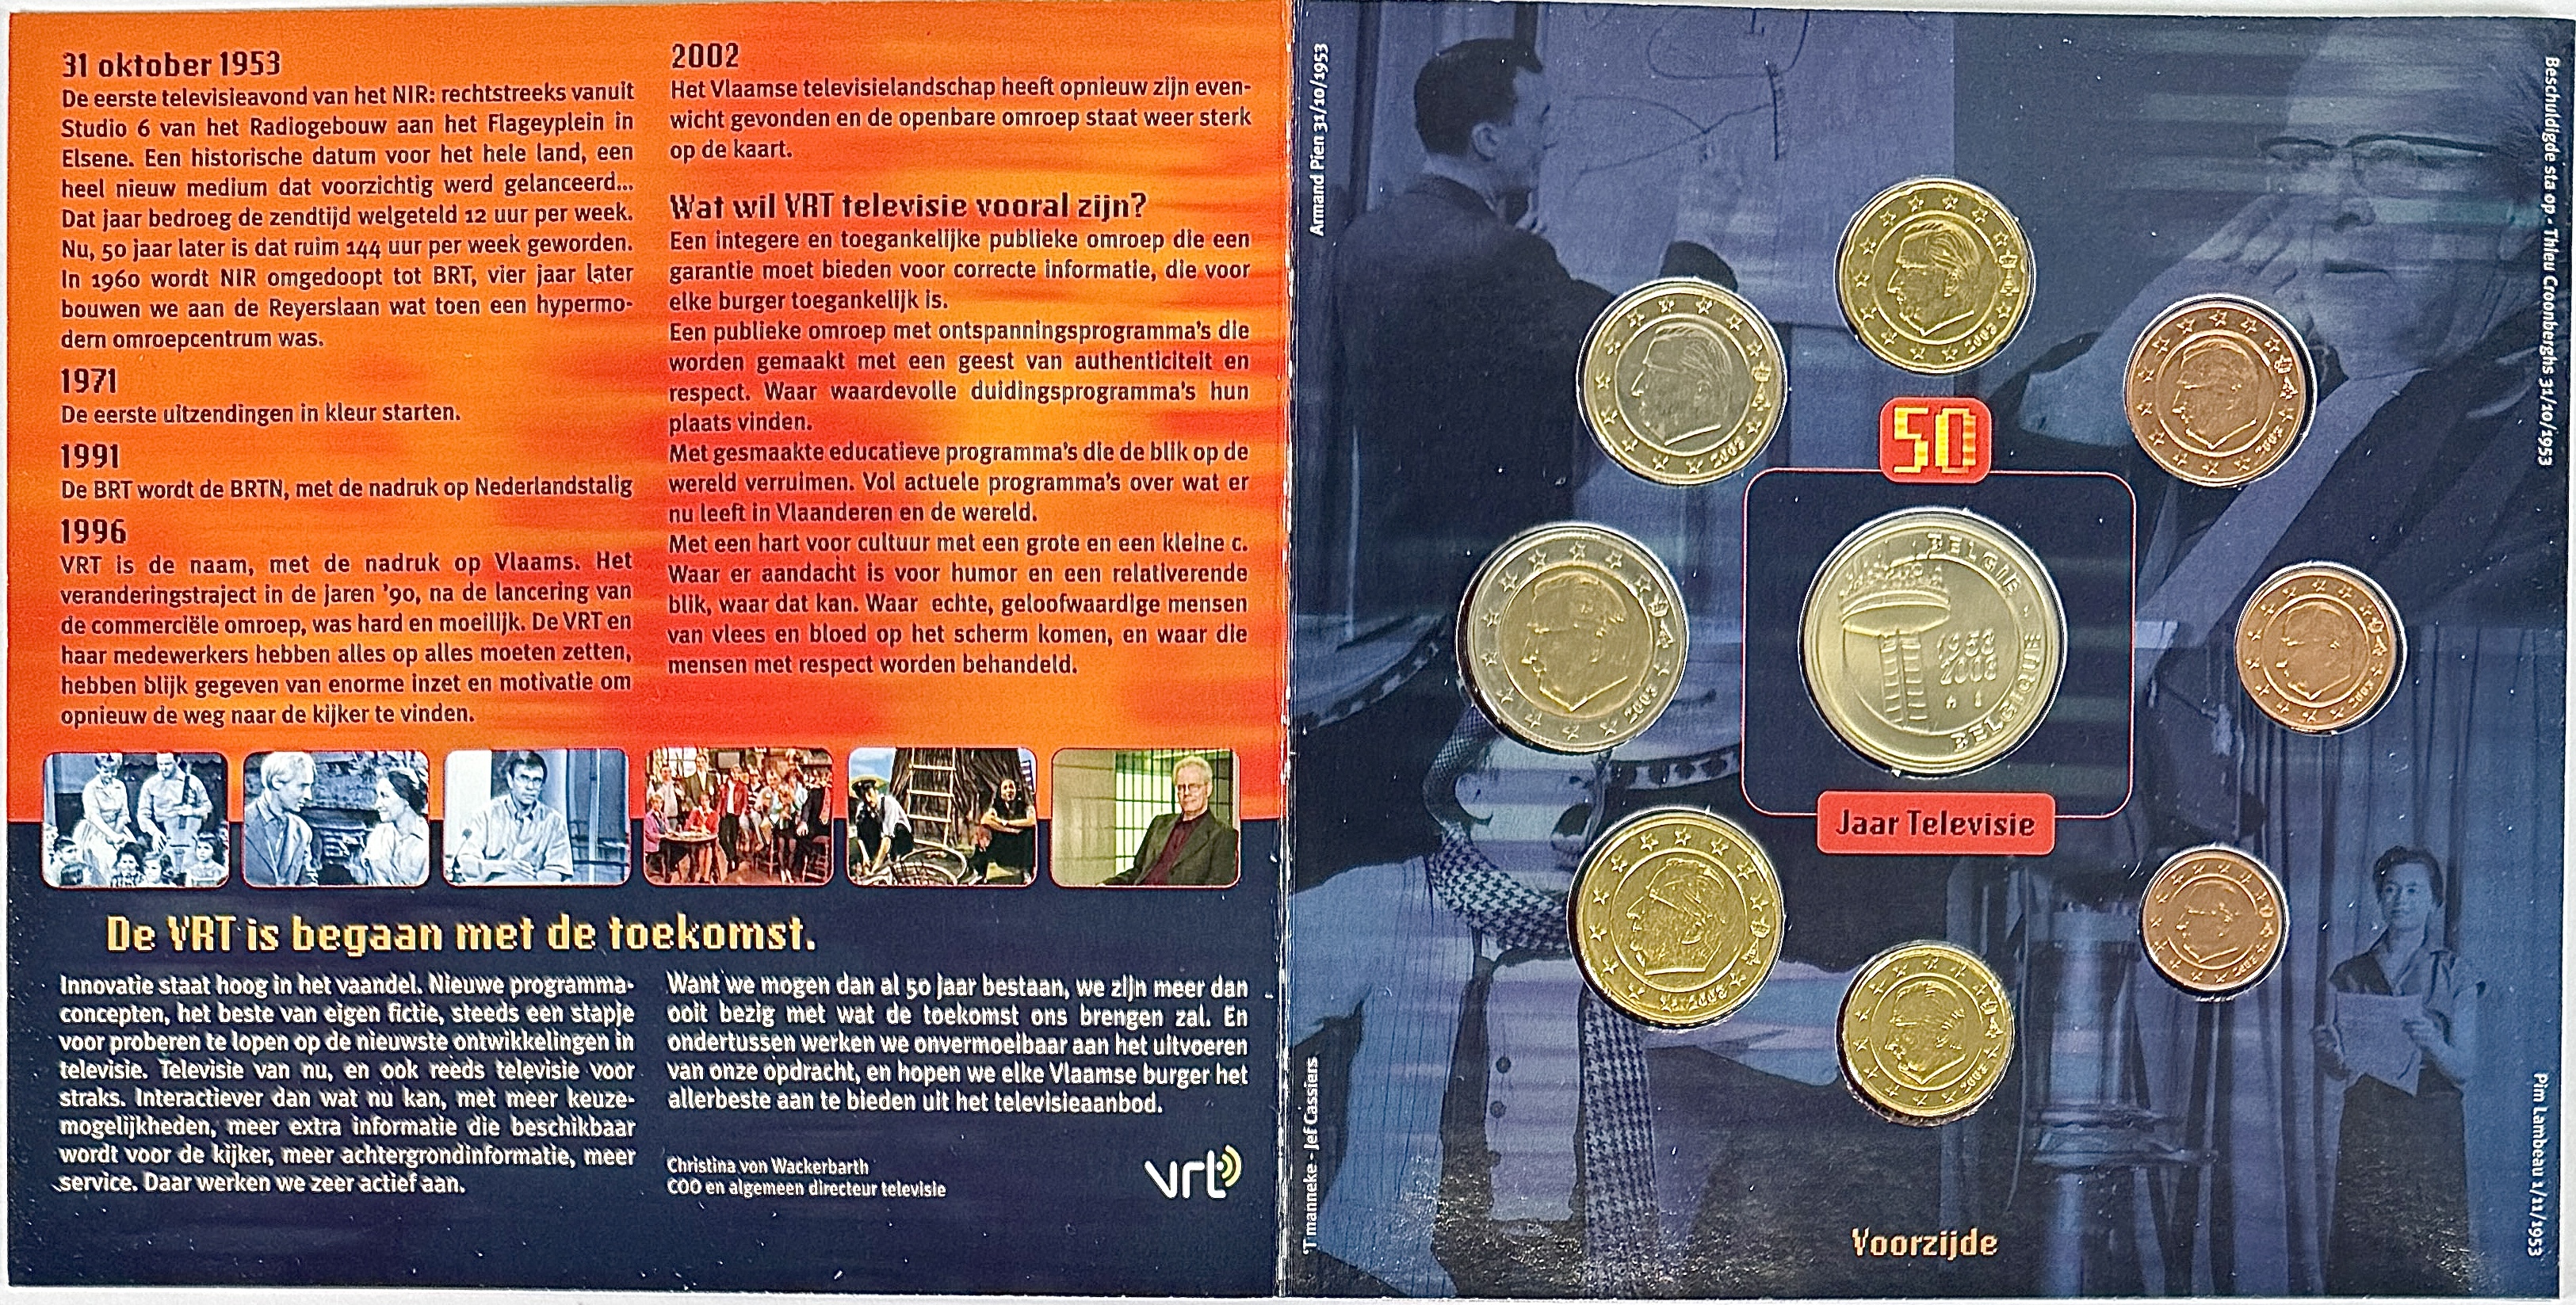 31 oktober 1953
De eerste televisieavond van het NIR: rechtstreeks vanuit
Studio 6 van het Radiogebouw aan het Flageyplein in
Elsene. Een historische datum voor het hele land, een
heel nieuw medium dat voorzichtig werd gelanceerd...
Dat jaar bedroeg de zendtijd welgeteld 12 uur per week.
Nu, 50 jaar later is dat ruim 144 uur per week geworden.
In 1960 wordt NIR omgedoopt tot BRT, vier jaar later
bouwen we aan de Reyerslaan wat toen een hypermo-
dern omroepcentrum was.
1971
De eerste uitzendingen in kleur starten.
1991
De BRT wordt de BRTN, met de nadruk op Nederlandstalig
1996
VRT is de naam, met de nadruk op Vlaams. Het
veranderingstraject in de jaren '90, na de lancering van
de commerciële omroep, was hard en moeilijk. De VRT en
haar medewerkers hebben alles op alles moeten zetten,
hebben blijk gegeven van enorme inzet en motivatie om
opnieuw de weg naar de kijker te vinden.
2002
Het Vlaamse televisielandschap heeft opnieuw zijn even-
wicht gevonden en de openbare omroep staat weer sterk
op de kaart.
Wat wil VRT televisie vooral zijn?
Een integere en toegankelijke publieke omroep die een
garantie moet bieden voor correcte informatie, die voor
elke burger toegankelijk is.
Een publieke omroep met ontspanningsprogramma's die
worden gemaakt met een geest van authenticiteit en
respect. Waar waardevolle duidingsprogramma's hun
plaats vinden.
Met gesmaakte educatieve programma's die de blik op de
wereld verruimen. Vol actuele programma's over wat er
nu leeft in Vlaanderen en de wereld.
Met een hart voor cultuur met een grote en een kleine c.
Waar er aandacht is voor humor en een relativerende
blik, waar dat kan. Waar echte, geloofwaardige mensen
van vlees en bloed op het scherm komen, en waar die
mensen met respect worden behandeld.
De VRT is begaan met de toekomst.
Innovatie staat hoog in het vaandel. Nieuwe programma-
concepten, het beste van eigen fictie, steeds een stapje
voor proberen te lopen op de nieuwste ontwikkelingen in
televisie. Televisie van nu, en ook reeds televisie voor
straks. Interactiever dan wat nu kan, met meer keuze-
mogelijkheden, meer extra informatie die beschikbaar
wordt voor de kijker, meer achtergrondinformatie, meer
service. Daar werken we zeer actief aan.
Want we mogen dan al 50 jaar bestaan, we zijn meer dan
ooit bezig met wat de toekomst ons brengen zal. En
ondertussen werken we onvermoeibaar aan het uitvoeren
van onze opdracht, en hopen we elke Vlaamse burger het
allerbeste aan te bieden uit het televisieaanbod.
Christina von Wackerbarth
COO en algemeen directeur televisie
vrt
Armand Pien 31/10/1953
'T manneke - Jef Cassiers
2003
2003
2003
50
BELGIE
1953
2003
BELGIQUE
Jaar Televisie
2003
2003
2003
2003
2003
Voorzijde
Beschuldigde sta op - Thieu Croonberghs 31/10/1953
Pim Lambeau 1/11/1953